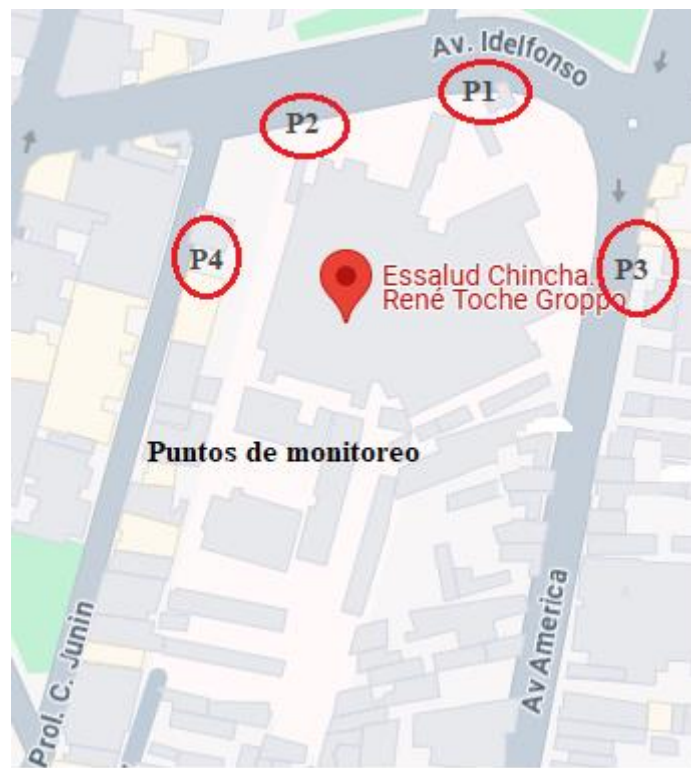 Av. Idelfonso
P1
P2
P4
P3
Essalud Chincha.
René Toche Groppo
Puntos de monitoreo
Av America
Prol. C. Junin